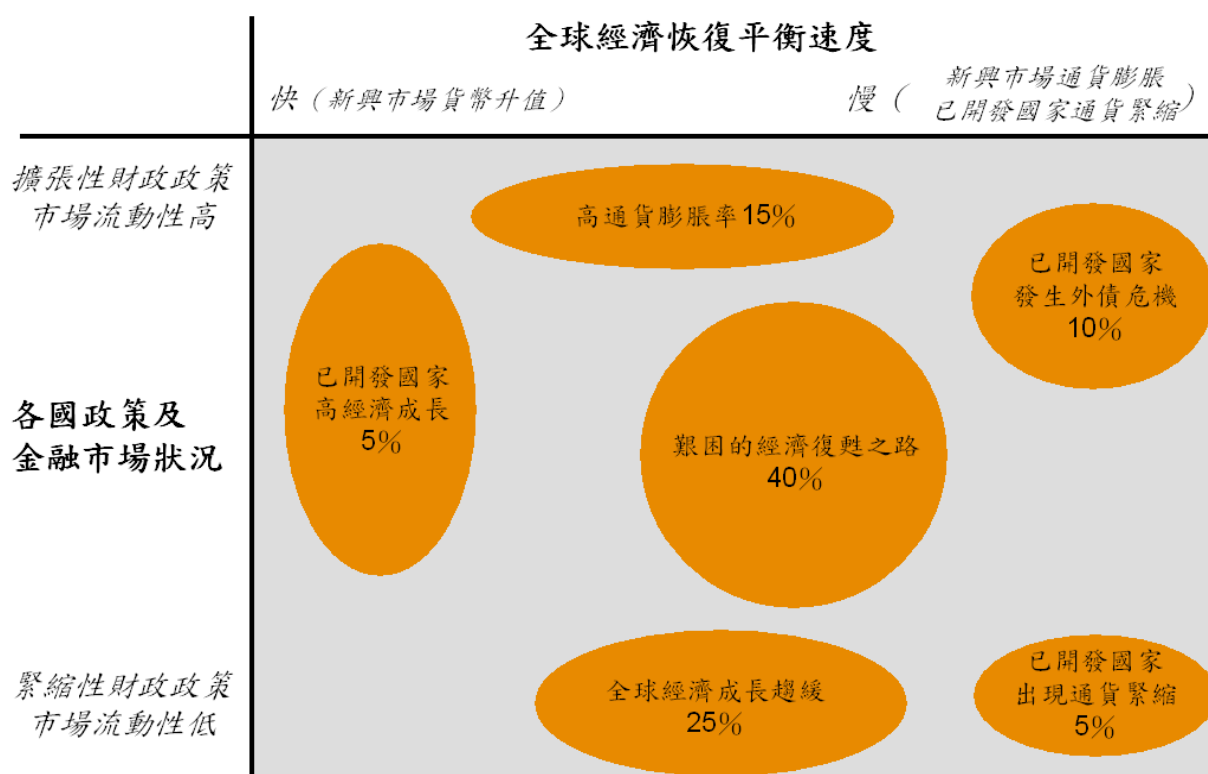 全球經濟恢復平衡速度
快（新興市場貨幣升值）
慢（新興市場通貨膨脹
已開發國家通貨緊縮）
擴張性財政政策
市場流動性高
高通貨膨脹率15%
已開發國家
發生外債危機
10%
已開發國家
高經濟成長
5%
各國政策及
金融市場狀況
艱困的經濟復甦之路
40%
緊縮性財政政策
市場流動性低
全球經濟成長趨緩
25%
已開發國家
出現通貨緊縮
5%